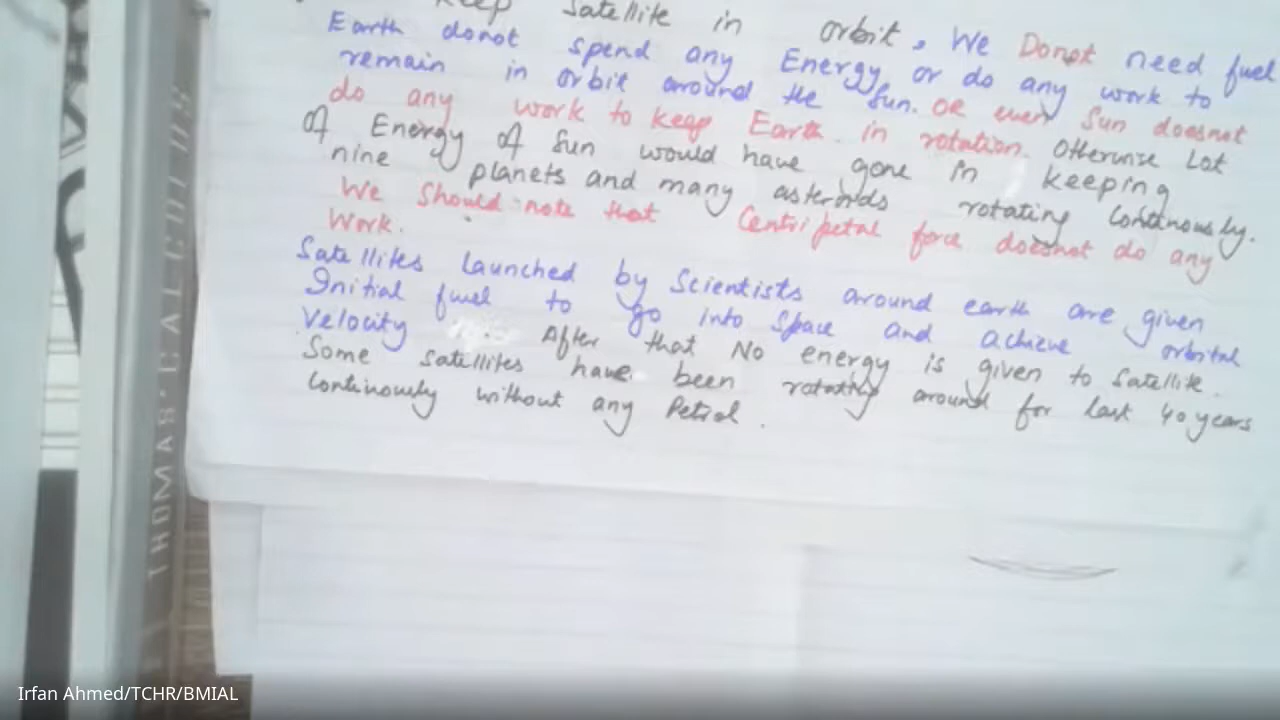 keep satellite in orbit, We Donot need fuel
Earth donot spend any Energy or do any work to
remain in orbit around the Sun. OR even Sun doesnot
do any work to keep Earth in rotation. Otherwise Lot
Of Energy Of Sun would have gone in keeping
nine planets and many asteroids rotating Continously.
We Should note that Centripetal force doesnot do any
Work.
Satellites launched by Scientists around earth are given
Initial fuel to go into Space and achieve orbital
Velocity After that No energy is given to Satellite.
Some satellites have been rotating around for last 40 years
Continously without any Petrol.
THOMAS' CALCULUS
Irfan Ahmed/TCHR/BMIAL